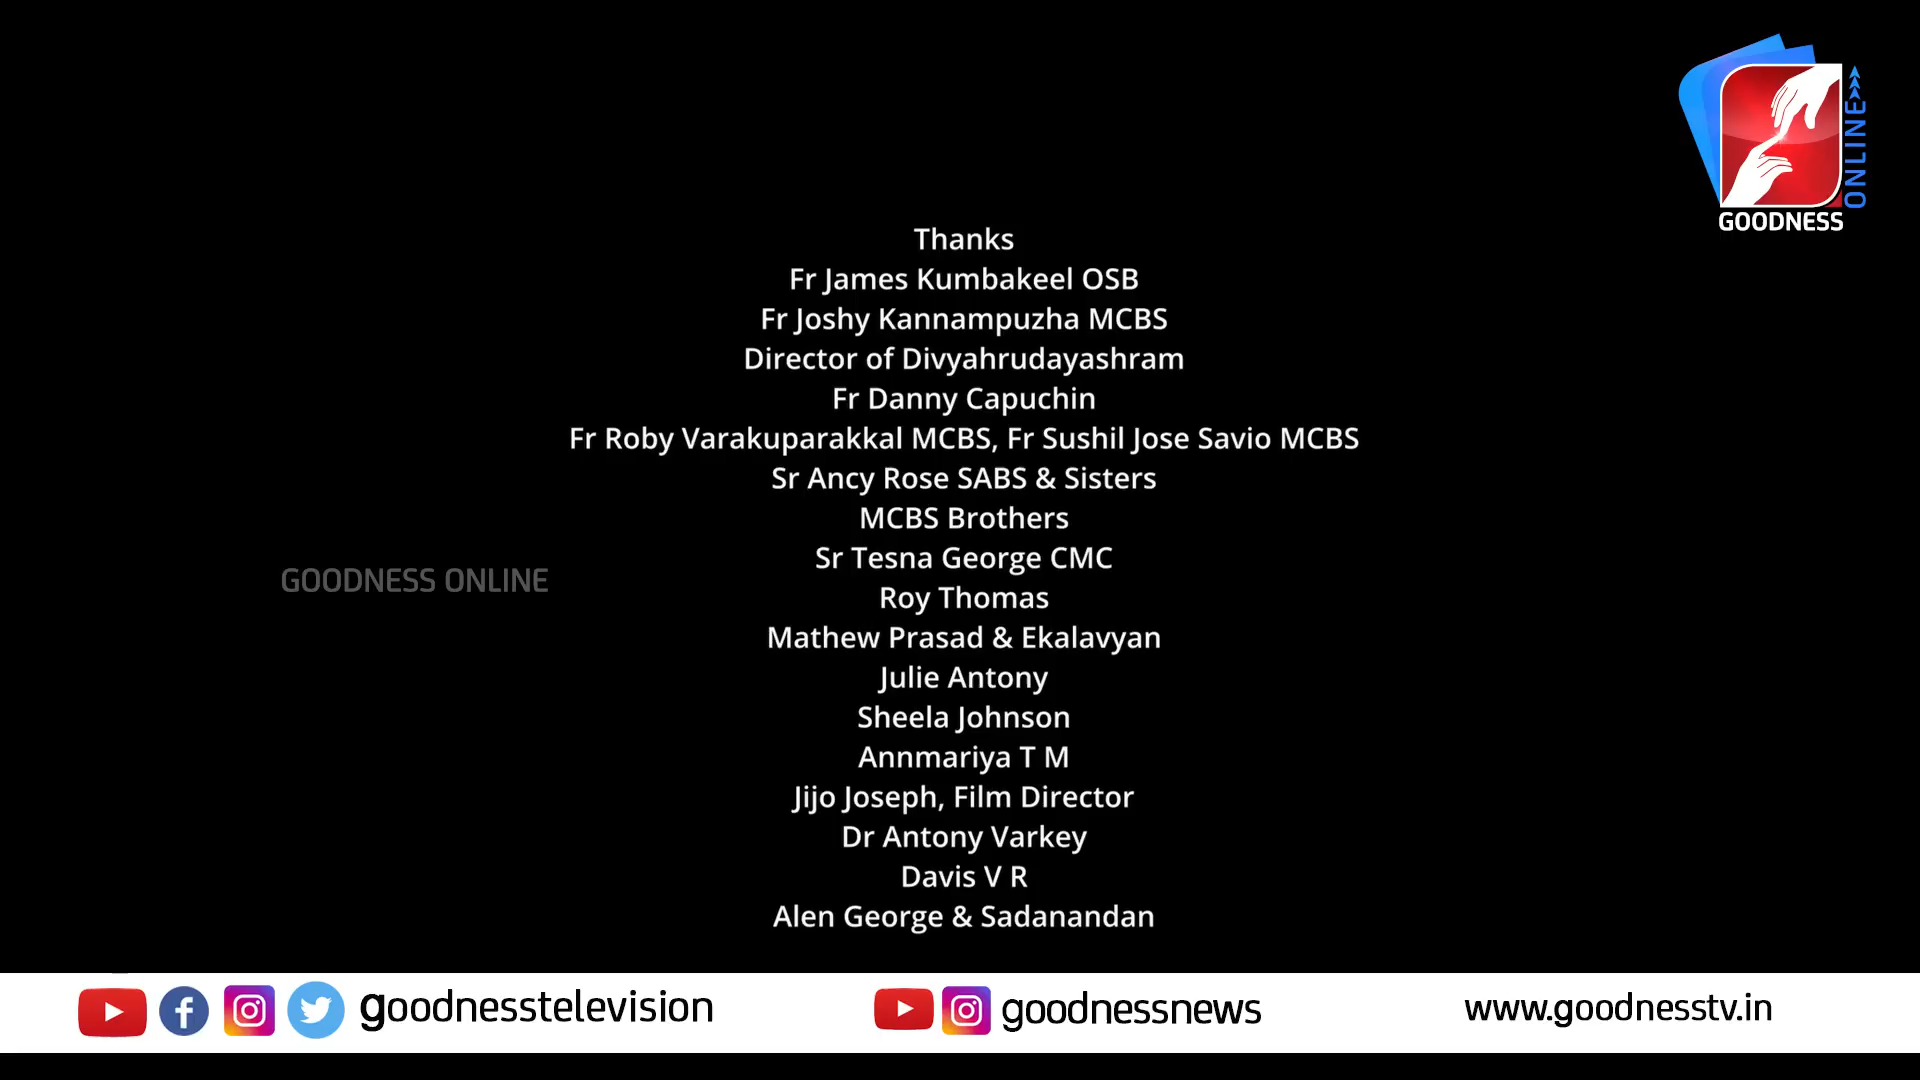 ONLINE
GOODNESS
Thanks
Fr James Kumbakeel OSB
Fr Joshy Kannampuzha MCBS
Director of Divyahrudayashram
Fr Danny Capuchin
Fr Roby Varakuparakkal MCBS, Fr Sushil Jose Savio MCBS
Sr Ancy Rose SABS & Sisters
MCBS Brothers
Sr Tesna George CMC
GOODNESS ONLINE
Roy Thomas
Mathew Prasad & Ekalavyan
Julie Antony
Sheela Johnson
Annmariya T M
Jijo Joseph, Film Director
Dr Antony Varkey
Davis V R
Alen George & Sadanandan
goodnesstelevision
goodnessnews
www.goodnesstv.in